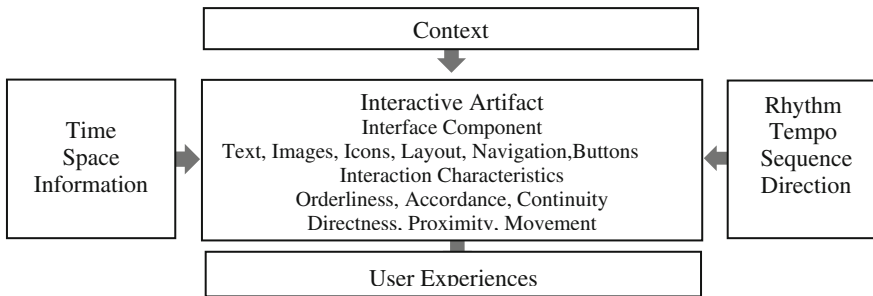 Context
Time
Space
Information
Interactive Artifact
Interface Component
Text, Images, Icons, Layout, Navigation,Buttons
Interaction Characteristics
Orderliness, Accordance, Continuity
Directness, Proximity, Movement
Rhythm
Tempo
Sequence
Direction
User Experiences